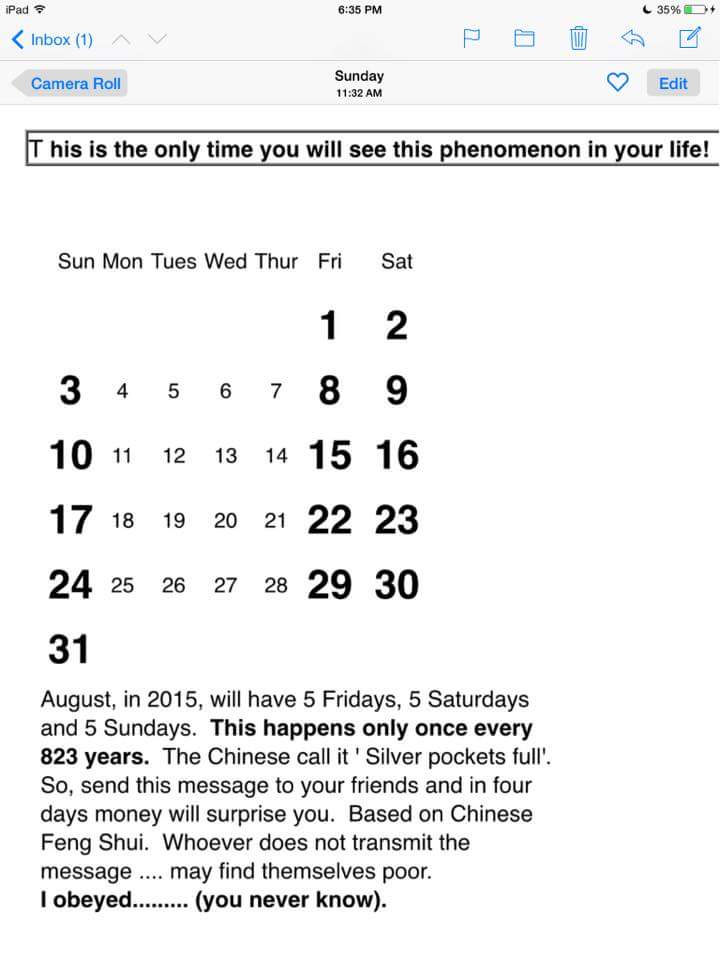 iPad 6:35 PM 35%
Inbox (1)
Camera Roll Sunday Edit
11:32 AM
T his is the only time you will see this phenomenon in your life!
Sun Mon Tues Wed Thur Fri Sat
1 2
3 4 5 6 7 8 9
10 11 12 13 14 15 16
17 18 19 20 21 22 23
24 25 26 27 28 29 30
31
August, in 2015, will have 5 Fridays, 5 Saturdays
and 5 Sundays. This happens only once every
823 years. The Chinese call it ' Silver pockets full'.
So, send this message to your friends and in four
days money will surprise you. Based on Chinese
Feng Shui. Whoever does not transmit the
message .... may find themselves poor.
I obeyed......... (you never know).